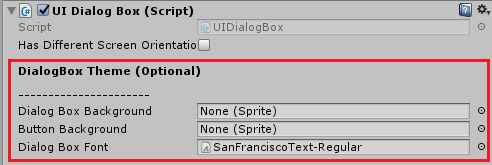 UI Dialog Box (Script)
Script UIDialogBox
Has Different Screen Orientatio
DialogBox Theme (Optional)
---------------------
Dialog Box Background None (Sprite)
Button Background None (Sprite)
Dialog Box Font SanFranciscoText-Regular